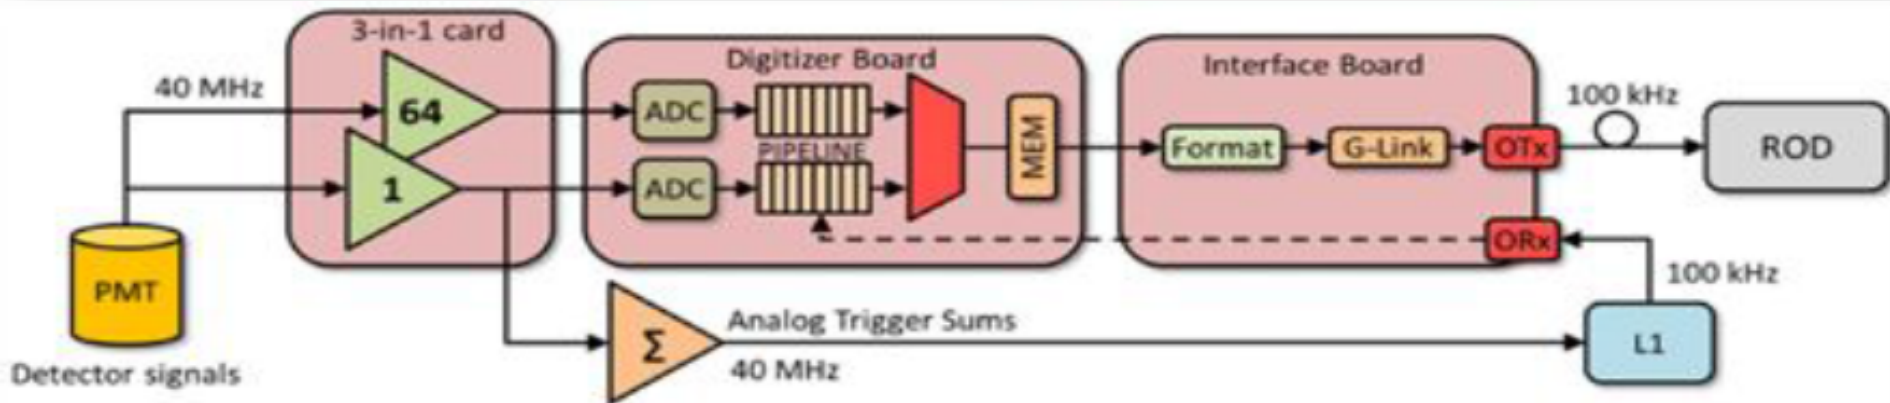 3-in-1 card
Digitizer Board
Interface Board
40 MHz
64
1
ADC
ADC
PIPELINE
MEM
Format
G-Link
OTx
100 kHz
ROD
ORx
100 kHz
PMT
Detector signals
Σ
Analog Trigger Sums
40 MHz
L1